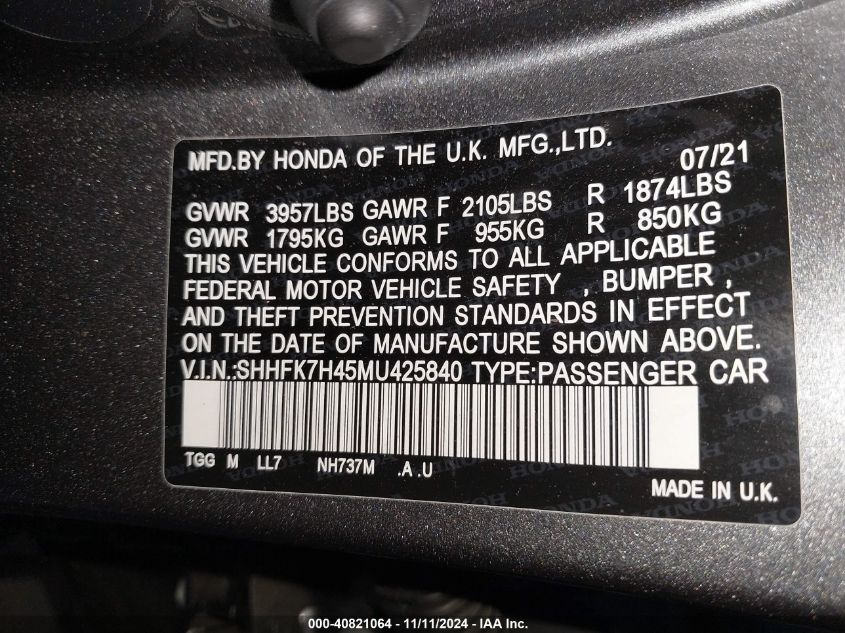 MFD.BY HONDA OF THE U.K. MFG.,LTD. 07/21
GVWR 3957LBS GAWR F 2105LBS R 1874LBS
GVWR 1795KG GAWR F 955KG R 850KG
THIS VEHICLE CONFORMS TO ALL APPLICABLE
FEDERAL MOTOR VEHICLE SAFETY , BUMPER ,
AND THEFT PREVENTION STANDARDS IN EFFECT
ON THE DATE OF MANUFACTURE SHOWN ABOVE.
V.I.N.:SHHFK7H45MU425840 TYPE:PASSENGER CAR
TGG M LL7 NH737M .A .U
MADE IN U.K.
000-40821064 - 11/11/2024 - IAA Inc.